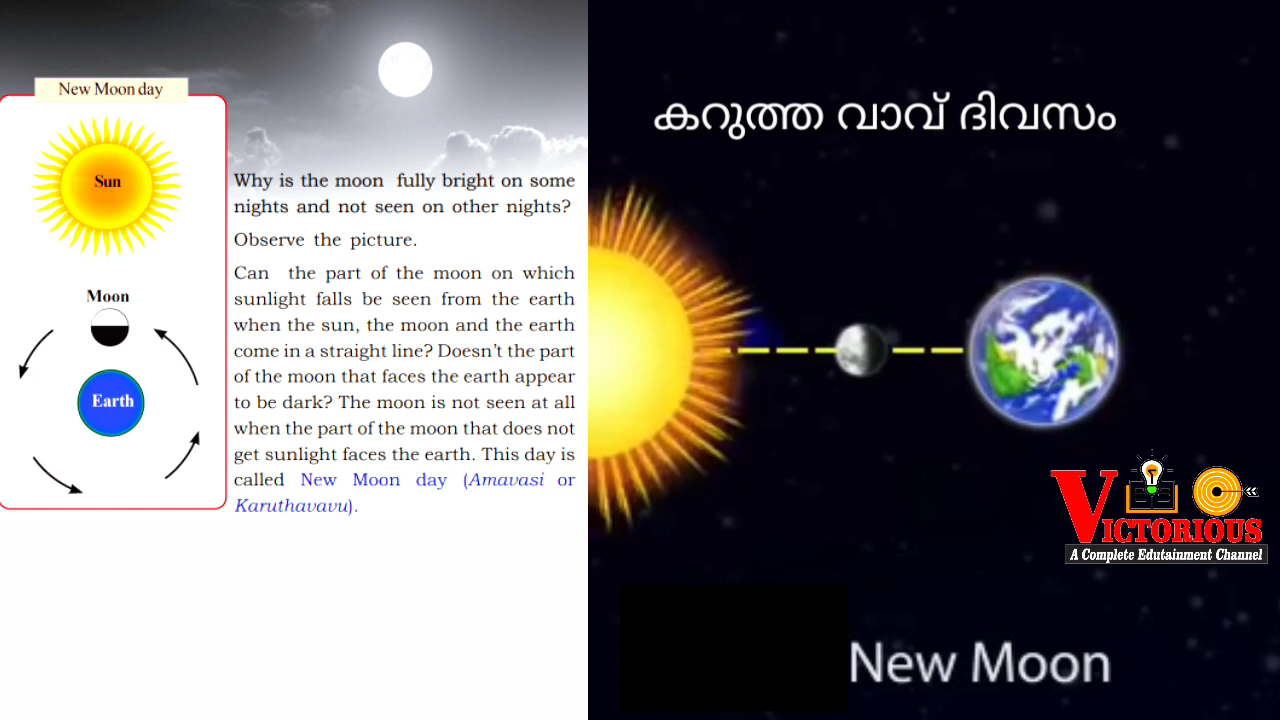 New Moon day
Sun
Moon
Earth
Why is the moon fully bright on some
nights and not seen on other nights?
Observe the picture.
Can the part of the moon on which
sunlight falls be seen from the earth
when the sun, the moon and the earth
come in a straight line? Doesn't the part
of the moon that faces the earth appear
to be dark? The moon is not seen at all
when the part of the moon that does not
get sunlight faces the earth. This day is
called New Moon day (Amavasi or
Karuthavavu).
കറുത്ത വാവ് ദിവസം
VICTORIOUS
A Complete Edutainment Channel
New Moon